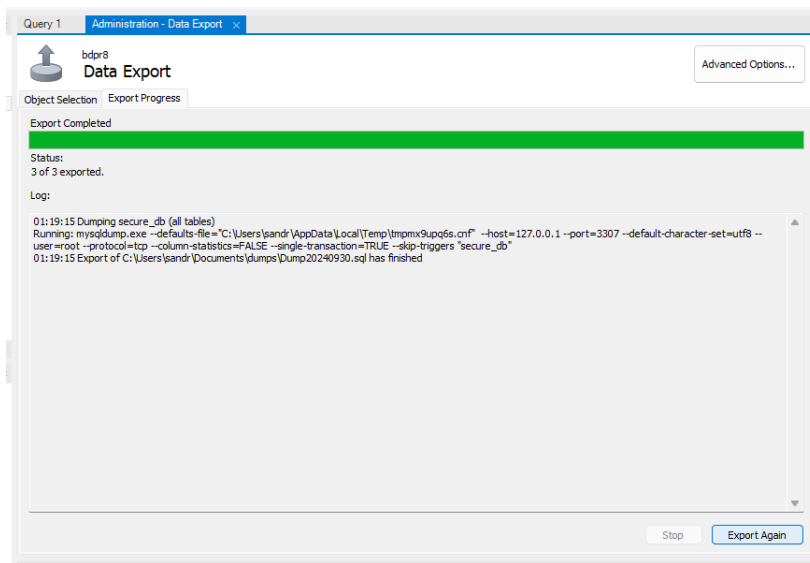 Query 1
Administration - Data Export ×
bdpr8
Data Export
Advanced Options...
Object Selection
Export Progress
Export Completed
Status:
3 of 3 exported.
Log:
01:19:15 Dumping secure_db (all tables)
Running: mysqldump.exe --defaults-file="C:\Users\sandr\AppData\Local\Temp\tmpmx9upq6s.cnf"  --host=127.0.0.1 --port=3307 --default-character-set=utf8 --
user=root --protocol=tcp --column-statistics=FALSE --single-transaction=TRUE --skip-triggers "secure_db"
01:19:15 Export of C:\Users\sandr\Documents\dumps\Dump20240930.sql has finished
Stop
Export Again